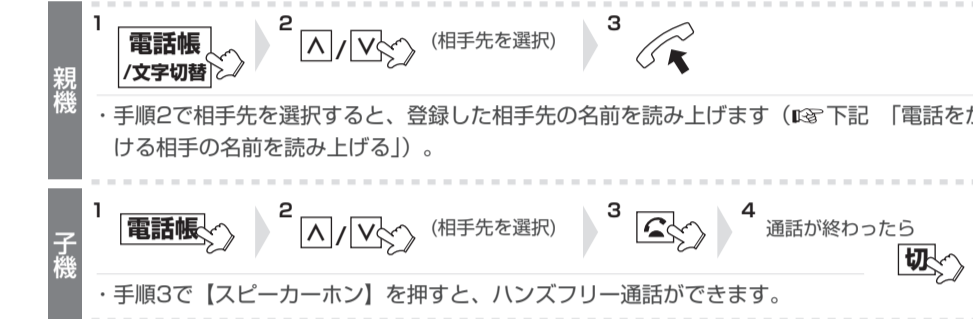 親機
1
電話帳
/文字切替
2
∧/∨
(相手先を選択)
3
・手順2で相手先を選択すると、登録した相手先の名前を読み上げます（☞下記　「電話をか
ける相手の名前を読み上げる」）。
子機
1
電話帳
2
∧/∨
(相手先を選択)
3
4
通話が終わったら
切
・手順3で【スピーカーホン】を押すと、ハンズフリー通話ができます。